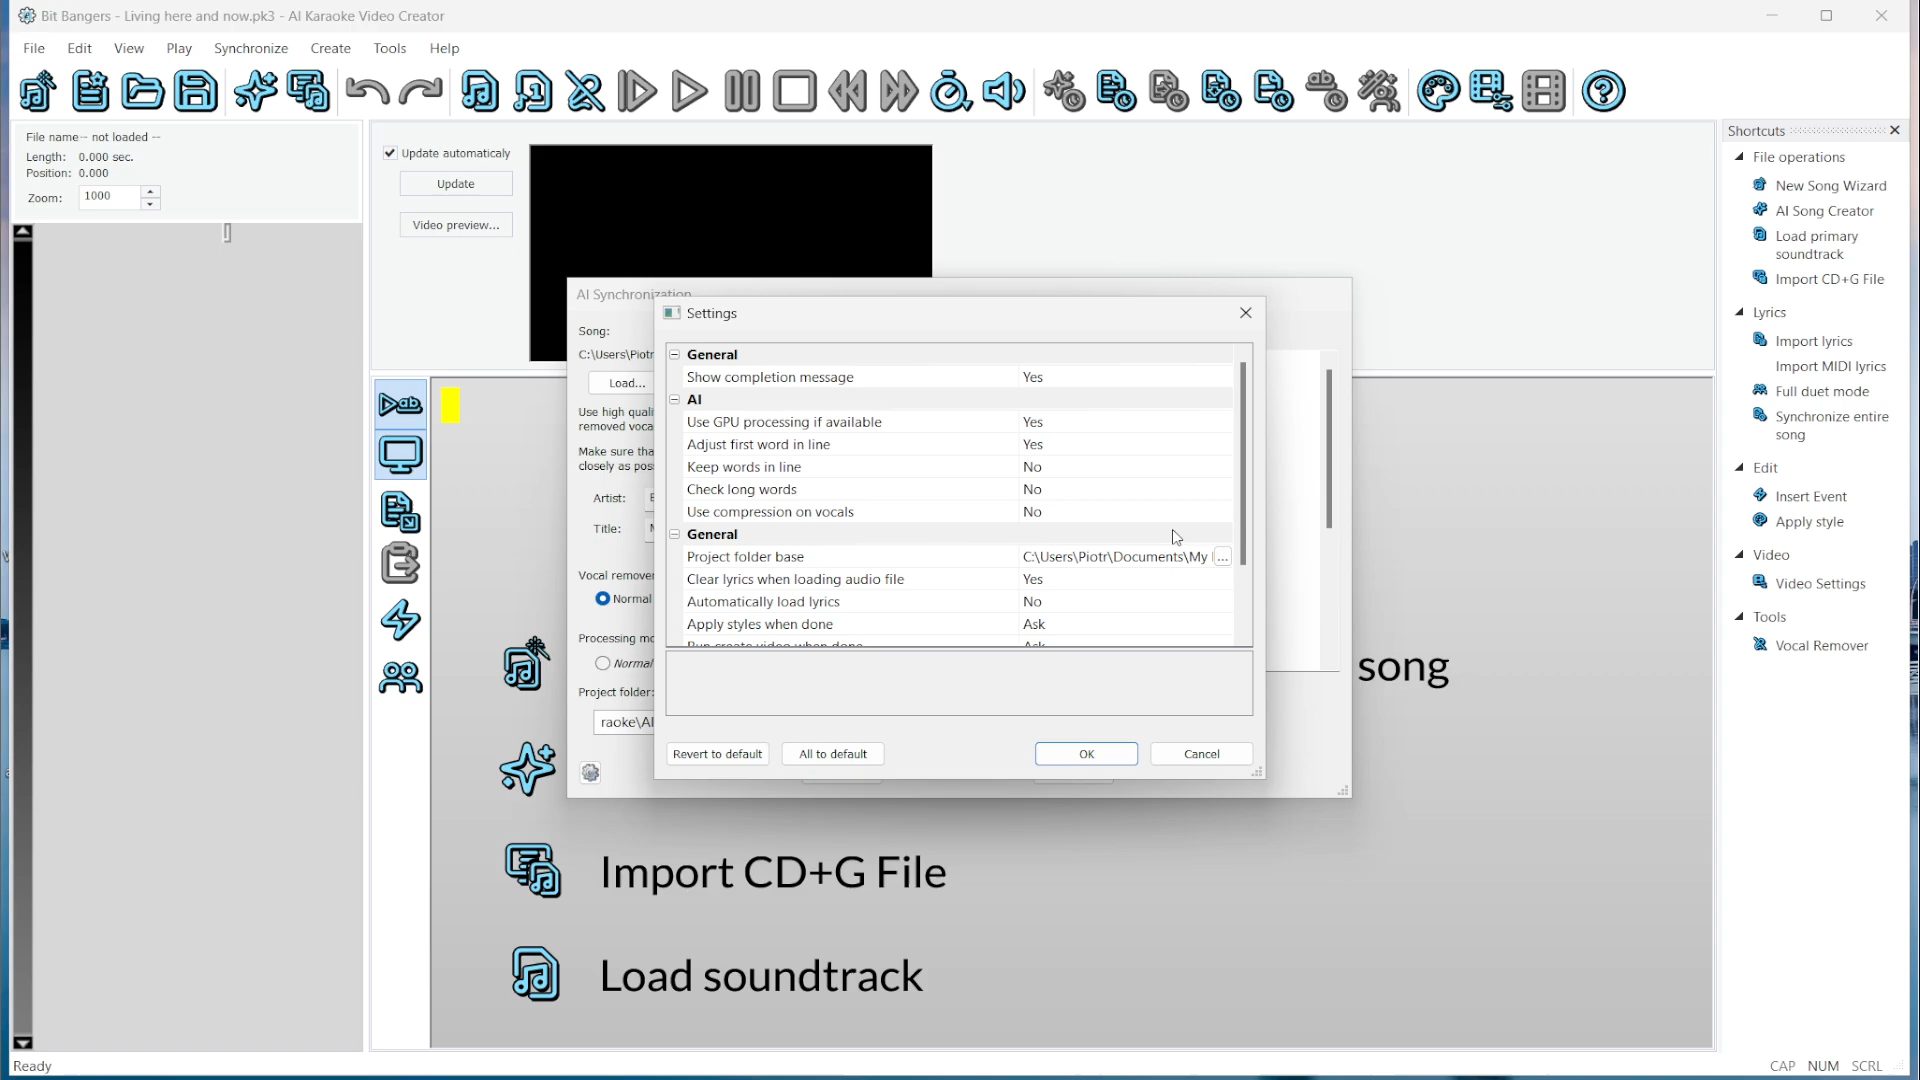 Bit Bangers - Living here and now.pk3 - AI Karaoke Video Creator
File Edit View Play Synchronize Create Tools Help
File name-- not loaded --
Length: 0.000 sec.
Position: 0.000
Zoom: 1000
Update automaticaly
Update
Video preview...
AI Synchronization
Song:
C:\Users\Piotr
Load...
Use high quali
removed voca
Make sure tha
closely as pos
Artist:
Title:
Vocal remover
Normal
Processing mo
Normal
Project folder:
raoke\AI
Settings
General
Show completion message Yes
AI
Use GPU processing if available Yes
Adjust first word in line Yes
Keep words in line No
Check long words No
Use compression on vocals No
General
Project folder base C:\Users\Piotr\Documents\My ...
Clear lyrics when loading audio file Yes
Automatically load lyrics No
Apply styles when done Ask
Run create video when done Ask
Revert to default All to default OK Cancel
song
Import CD+G File
Load soundtrack
Shortcuts
File operations
New Song Wizard
AI Song Creator
Load primary
soundtrack
Import CD+G File
Lyrics
Import lyrics
Import MIDI lyrics
Full duet mode
Synchronize entire
song
Edit
Insert Event
Apply style
Video
Video Settings
Tools
Vocal Remover
Ready
CAP NUM SCRL